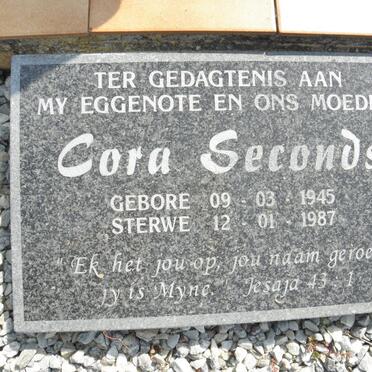 TER GEDAGTENIS AAN
MY EGGENOTE EN ONS MOEDE
Cora Seconds
GEBORE 09 - 03 - 1945
STERWE 12 - 01 - 1987
"Ek het jou op, jou naam geroe
jy is Myne." Jesaja 43 : 1